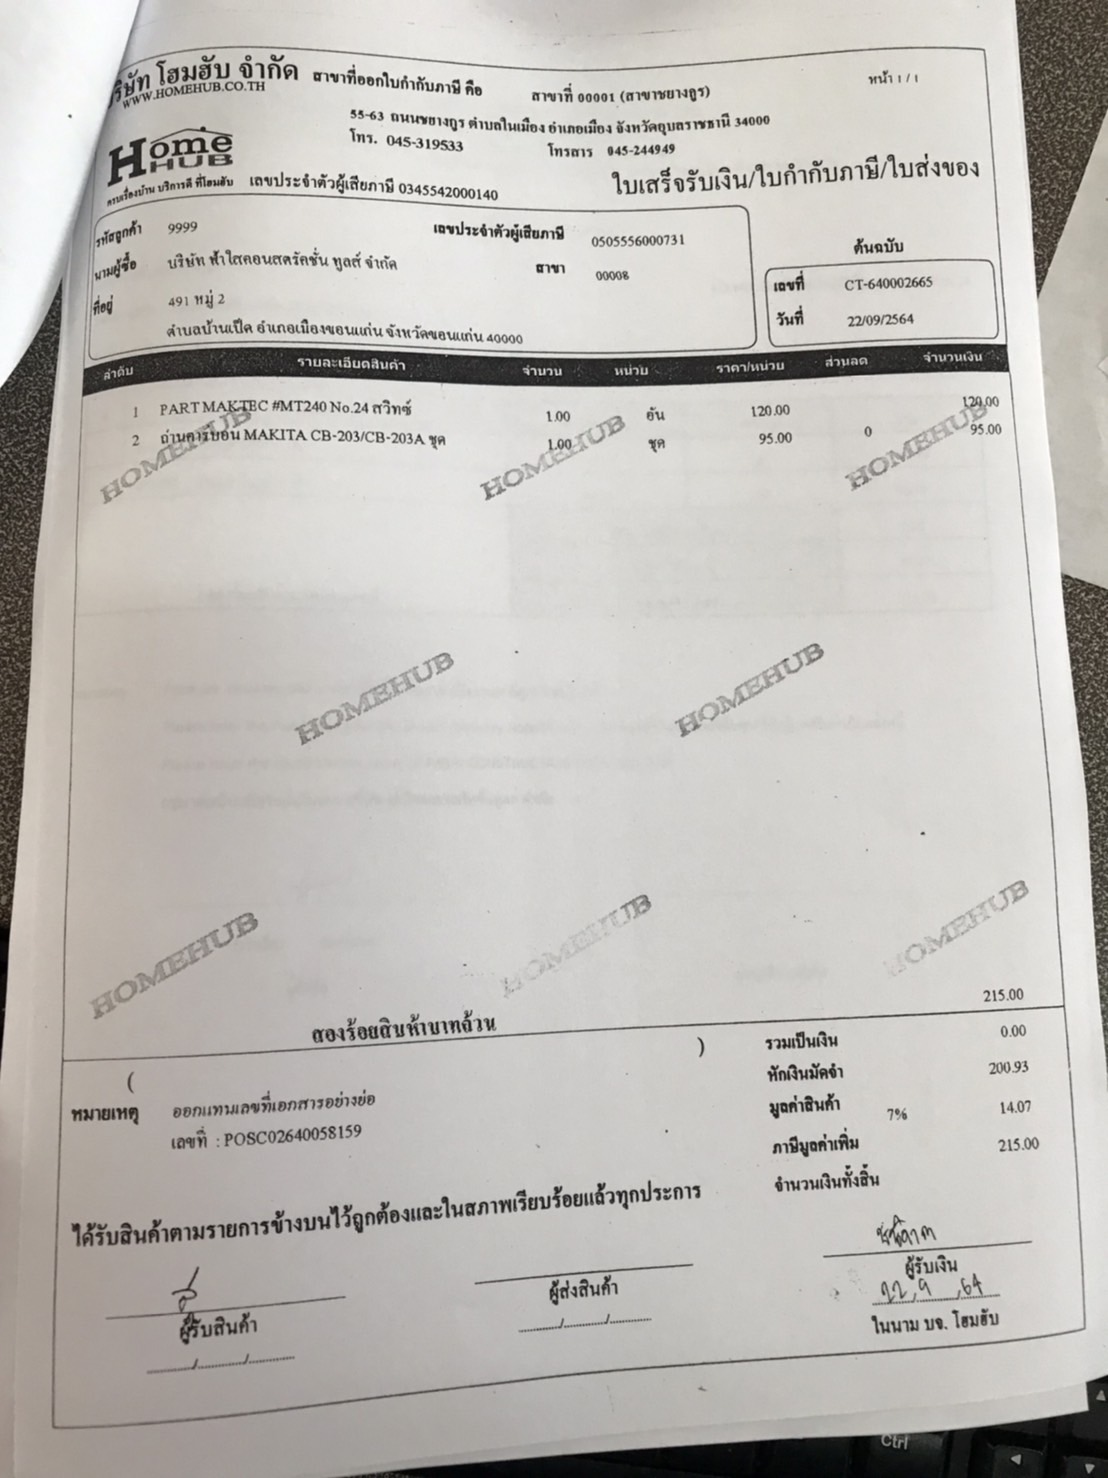 บริษัท โฮมฮับ จำกัด สาขาที่ออกใบกำกับภาษี คือ สาขาที่ 00001 (สาขาชยางกูร) หน้า 1 / 1
WWW.HOMEHUB.CO.TH
55-63 ถนนชยางกูร ตำบลในเมือง อำเภอเมือง จังหวัดอุบลราชธานี 34000
โทร. 045-319533 โทรสาร 045-244949
Home HUB
ครบเรื่องบ้าน บริการดี ที่โฮมฮับ เลขประจำตัวผู้เสียภาษี 0345542000140
ใบเสร็จรับเงิน/ใบกำกับภาษี/ใบส่งของ
รหัสลูกค้า 9999 เลขประจำตัวผู้เสียภาษี 0505556000731
ต้นฉบับ
นามผู้ซื้อ บริษัท ฟ้าใสคอนสตรัคชั่น ทูลส์ จำกัด สาขา 00008
เลขที่ CT-640002665
ที่อยู่ 491 หมู่ 2
วันที่ 22/09/2564
ตำบลบ้านเป็ด อำเภอเมืองขอนแก่น จังหวัดขอนแก่น 40000
ลำดับ รายละเอียดสินค้า จำนวน หน่วย ราคา/หน่วย ส่วนลด จำนวนเงิน
1 PART MAKTEC #MT240 No.24 สวิทซ์ 1.00 อัน 120.00 120.00
2 ถ่านคาร์บอน MAKITA CB-203/CB-203A ชุด 1.00 ชุด 95.00 0 95.00
HOMEHUB HOMEHUB HOMEHUB
HOMEHUB HOMEHUB
HOMEHUB HOMEHUB HOMEHUB
215.00
( สองร้อยสิบห้าบาทถ้วน )
รวมเป็นเงิน 0.00
หักเงินมัดจำ 200.93
หมายเหตุ ออกแทนเลขที่เอกสารอย่างย่อ
มูลค่าสินค้า 7% 14.07
เลขที่ : POSC02640058159
ภาษีมูลค่าเพิ่ม 215.00
จำนวนเงินทั้งสิ้น
ได้รับสินค้าตามรายการข้างบนไว้ถูกต้องและในสภาพเรียบร้อยแล้วทุกประการ
ผู้รับสินค้า ผู้ส่งสินค้า ผู้รับเงิน
22, 9, 64
ในนาม บจ. โฮมฮับ
Ctrl